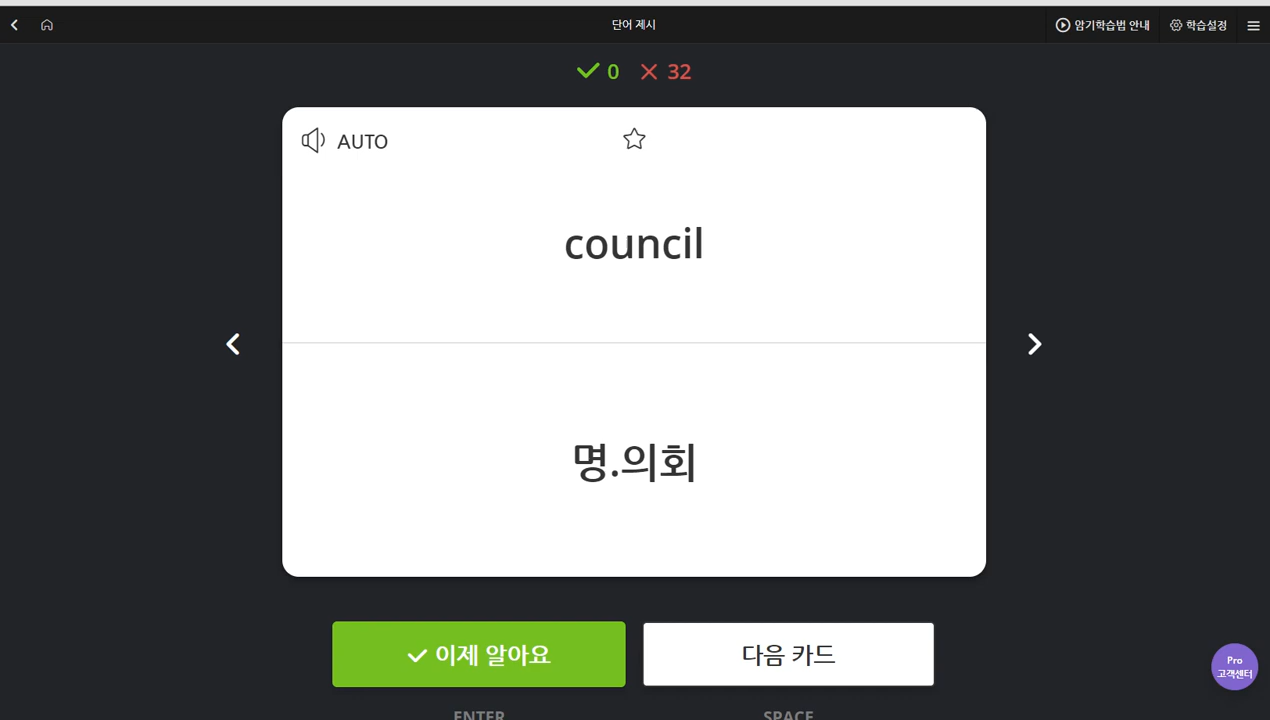 단어 제시
암기학습법 안내
학습설정
0
32
AUTO
council
명.의회
이제 알아요
다음 카드
ENTER
SPACE
Pro
고객센터